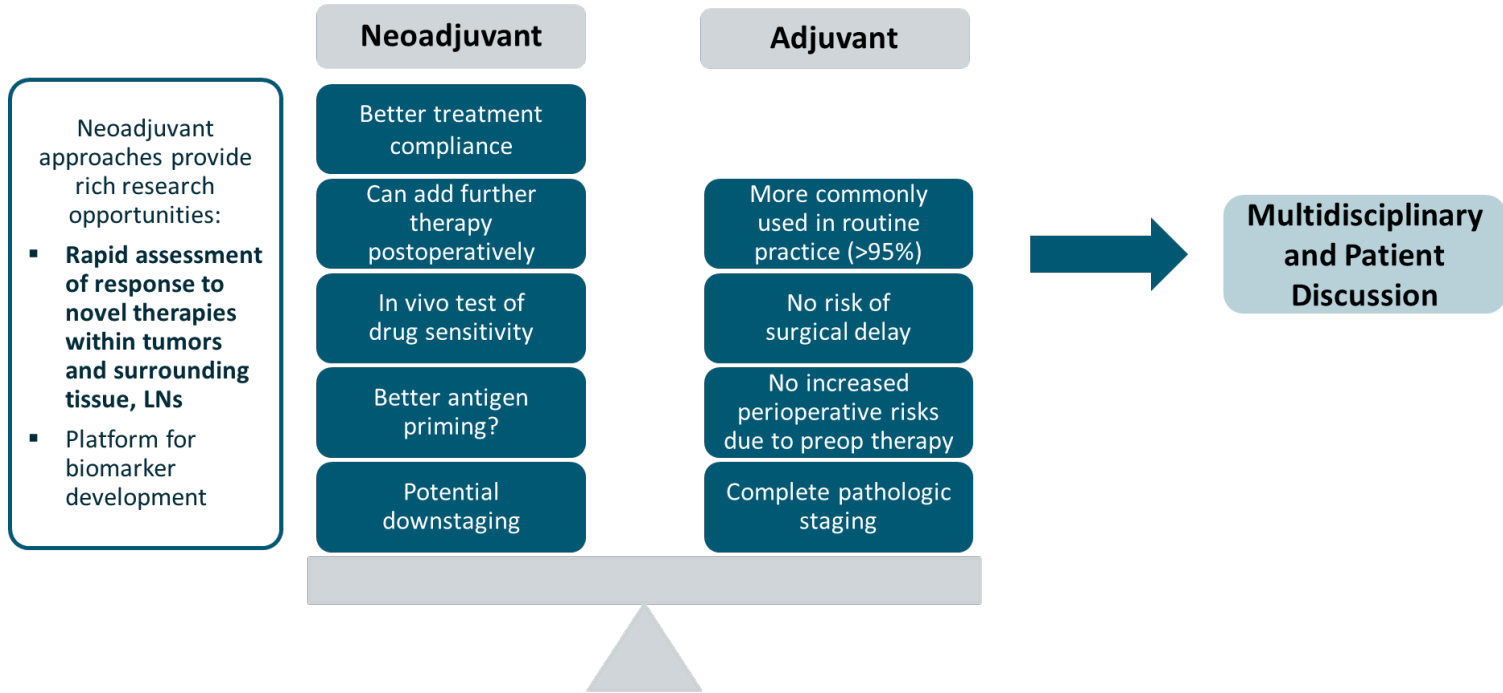 Neoadjuvant
Adjuvant
Neoadjuvant
approaches provide
rich research
opportunities:
▪ Rapid assessment
of response to
novel therapies
within tumors
and surrounding
tissue, LNs
▪ Platform for
biomarker
development
Better treatment
compliance
Can add further
therapy
postoperatively
In vivo test of
drug sensitivity
Better antigen
priming?
Potential
downstaging
More commonly
used in routine
practice (>95%)
No risk of
surgical delay
No increased
perioperative risks
due to preop therapy
Complete pathologic
staging
Multidisciplinary
and Patient
Discussion